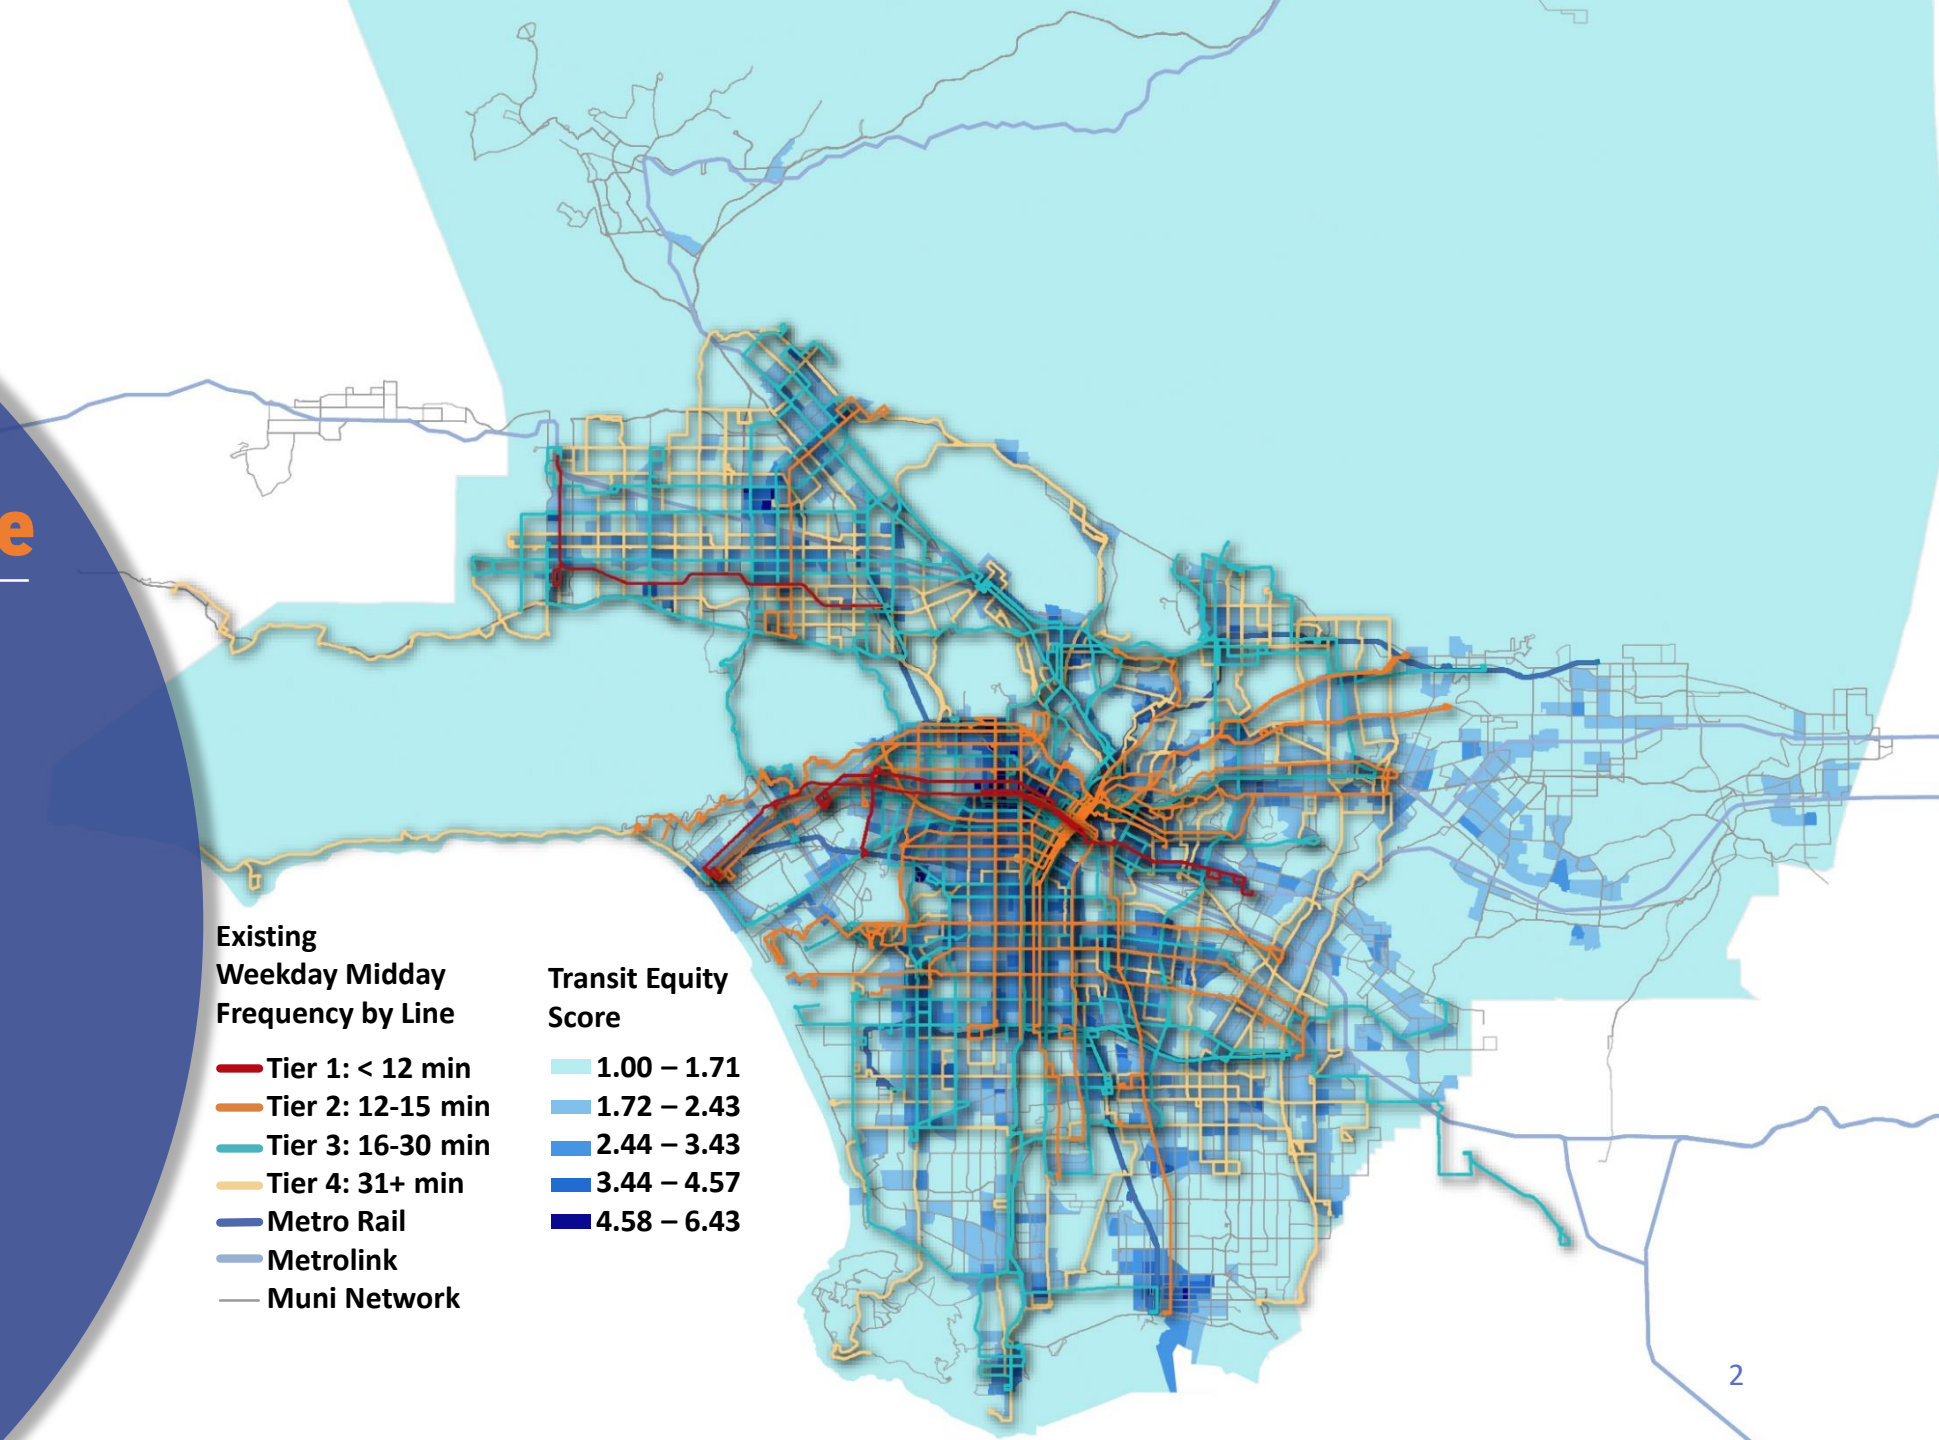 e
Existing
Weekday Midday
Frequency by Line
Tier 1: < 12 min
Tier 2: 12-15 min
Tier 3: 16-30 min
Tier 4: 31+ min
Metro Rail
Metrolink
Muni Network
Transit Equity
Score
1.00 – 1.71
1.72 – 2.43
2.44 – 3.43
3.44 – 4.57
4.58 – 6.43
2